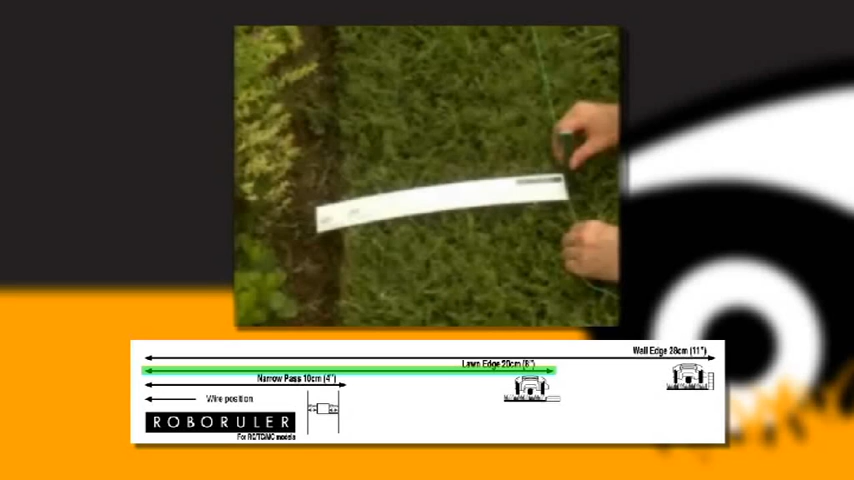 Wall Edge 28cm (11")
Lawn Edge 20cm (8")
Narrow Pass 10cm (4")
Wire position
ROBORULER
For RC/TC/MC models